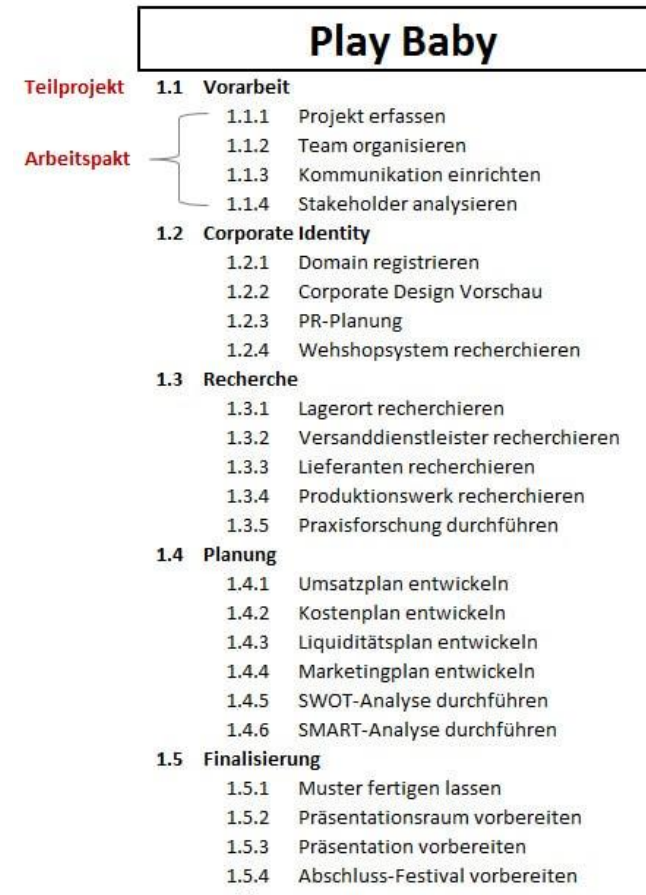 Play Baby
Teilprojekt 1.1 Vorarbeit
1.1.1 Projekt erfassen
1.1.2 Team organisieren
Arbeitspakt
1.1.3 Kommunikation einrichten
1.1.4 Stakeholder analysieren
1.2 Corporate Identity
1.2.1 Domain registrieren
1.2.2 Corporate Design Vorschau
1.2.3 PR-Planung
1.2.4 Wehshopsystem recherchieren
1.3 Recherche
1.3.1 Lagerort recherchieren
1.3.2 Versanddienstleister recherchieren
1.3.3 Lieferanten recherchieren
1.3.4 Produktionswerk recherchieren
1.3.5 Praxisforschung durchführen
1.4 Planung
1.4.1 Umsatzplan entwickeln
1.4.2 Kostenplan entwickeln
1.4.3 Liquiditätsplan entwickeln
1.4.4 Marketingplan entwickeln
1.4.5 SWOT-Analyse durchführen
1.4.6 SMART-Analyse durchführen
1.5 Finalisierung
1.5.1 Muster fertigen lassen
1.5.2 Präsentationsraum vorbereiten
1.5.3 Präsentation vorbereiten
1.5.4 Abschluss-Festival vorbereiten